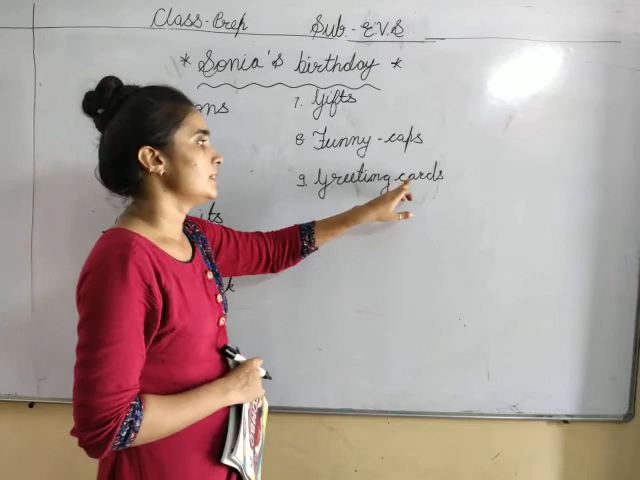 Class-Prep Sub-E.V.S
* Sonia's birthday *
7. Gifts
8 Funny-caps
9. Greeting cards